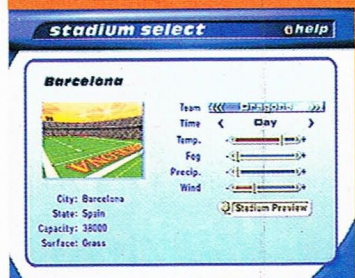 stadium select
help
Barcelona
Team Dragons
Time Day
Temp.
Fog
Precip.
Wind
Stadium Preview
City: Barcelona
State: Spain
Capacity: 38000
Surface: Grass